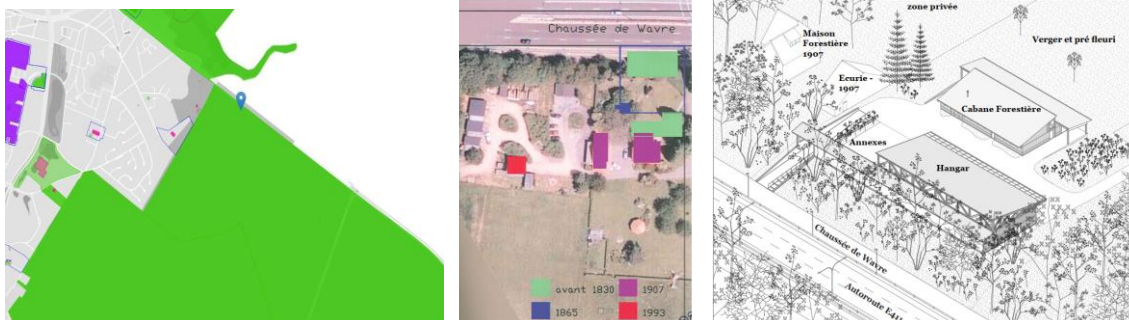 Chaussée de Wavre
avant 1830
1907
1865
1993
zone privée
Maison
Forestière
1907
Verger et pré fleuri
Ecurie -
1907
Cabane Forestière
Annexes
Hangar
Chaussée de Wavre
Autoroute E411